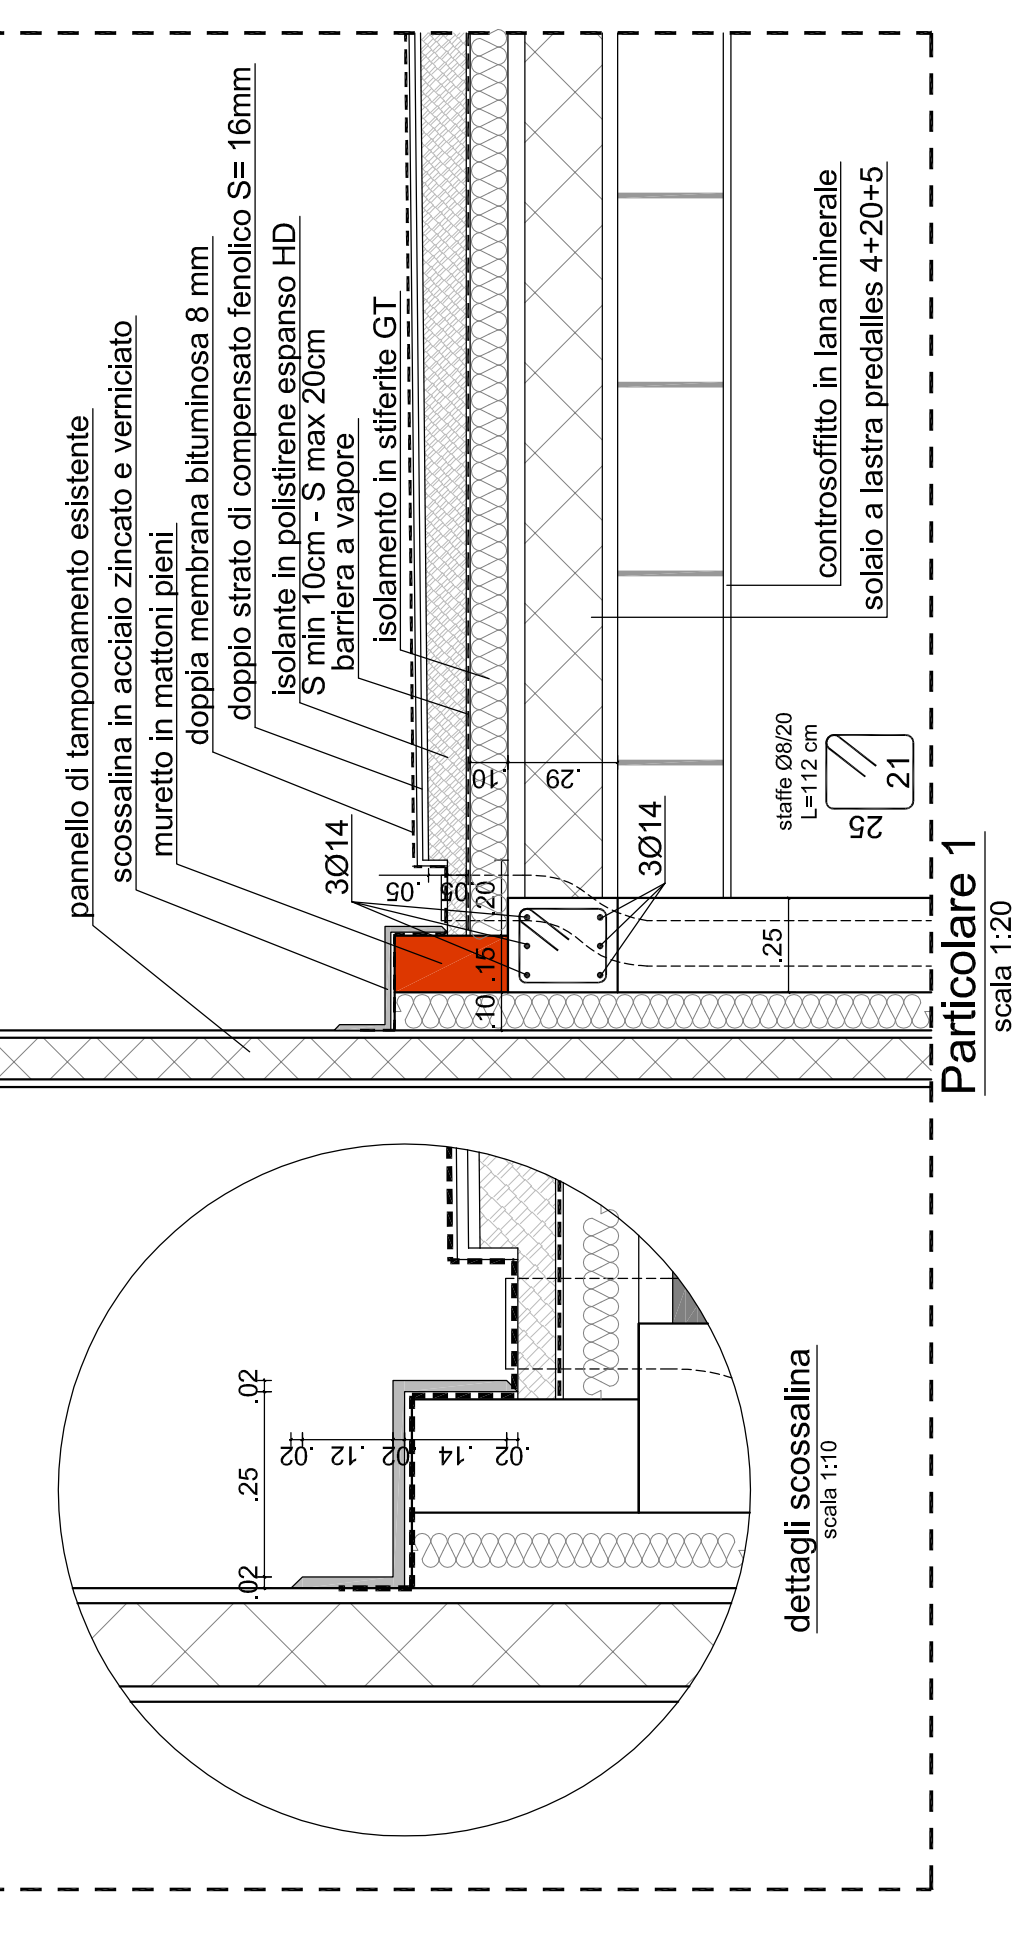 pannello di tamponamento esistente
scossalina in acciaio zincato e verniciato
muretto in mattoni pieni
doppia membrana bituminosa 8 mm
doppio strato di compensato fenolico S= 16mm
isolante in polistirene espanso HD
S min 10cm - S max 20cm
barriera a vapore
isolamento in stiferite GT
3Ø14
.05
.05
.20
.15
.10
.10
.29
3Ø14
.25
staffe Ø8/20
L=112 cm
21
25
controsoffitto in lana minerale
solaio a lastra predalles 4+20+5
Particolare 1
scala 1:20
.02
.25
.02
.02
.12
.02
.14
.02
dettagli scossalina
scala 1:10